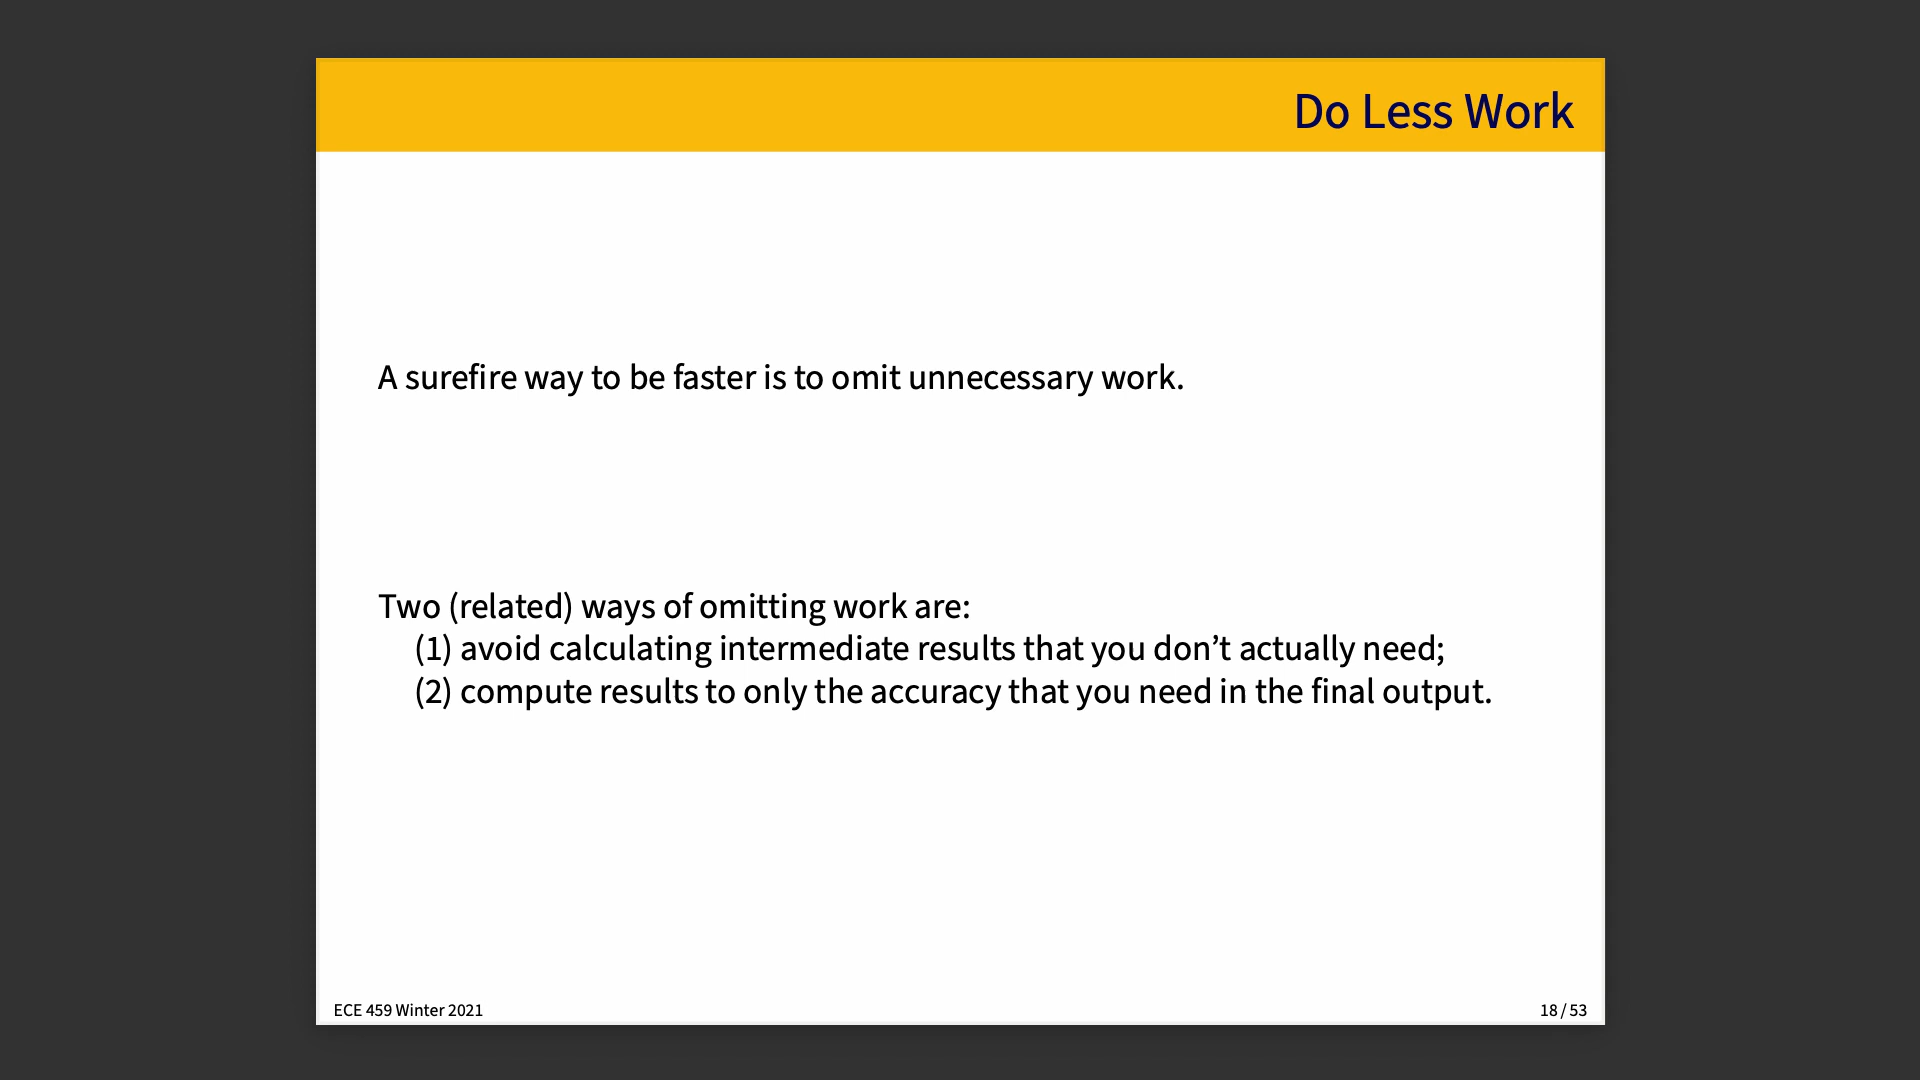 Do Less Work
A surefire way to be faster is to omit unnecessary work.
Two (related) ways of omitting work are:
(1) avoid calculating intermediate results that you don’t actually need;
(2) compute results to only the accuracy that you need in the final output.
ECE 459 Winter 2021
18 / 53